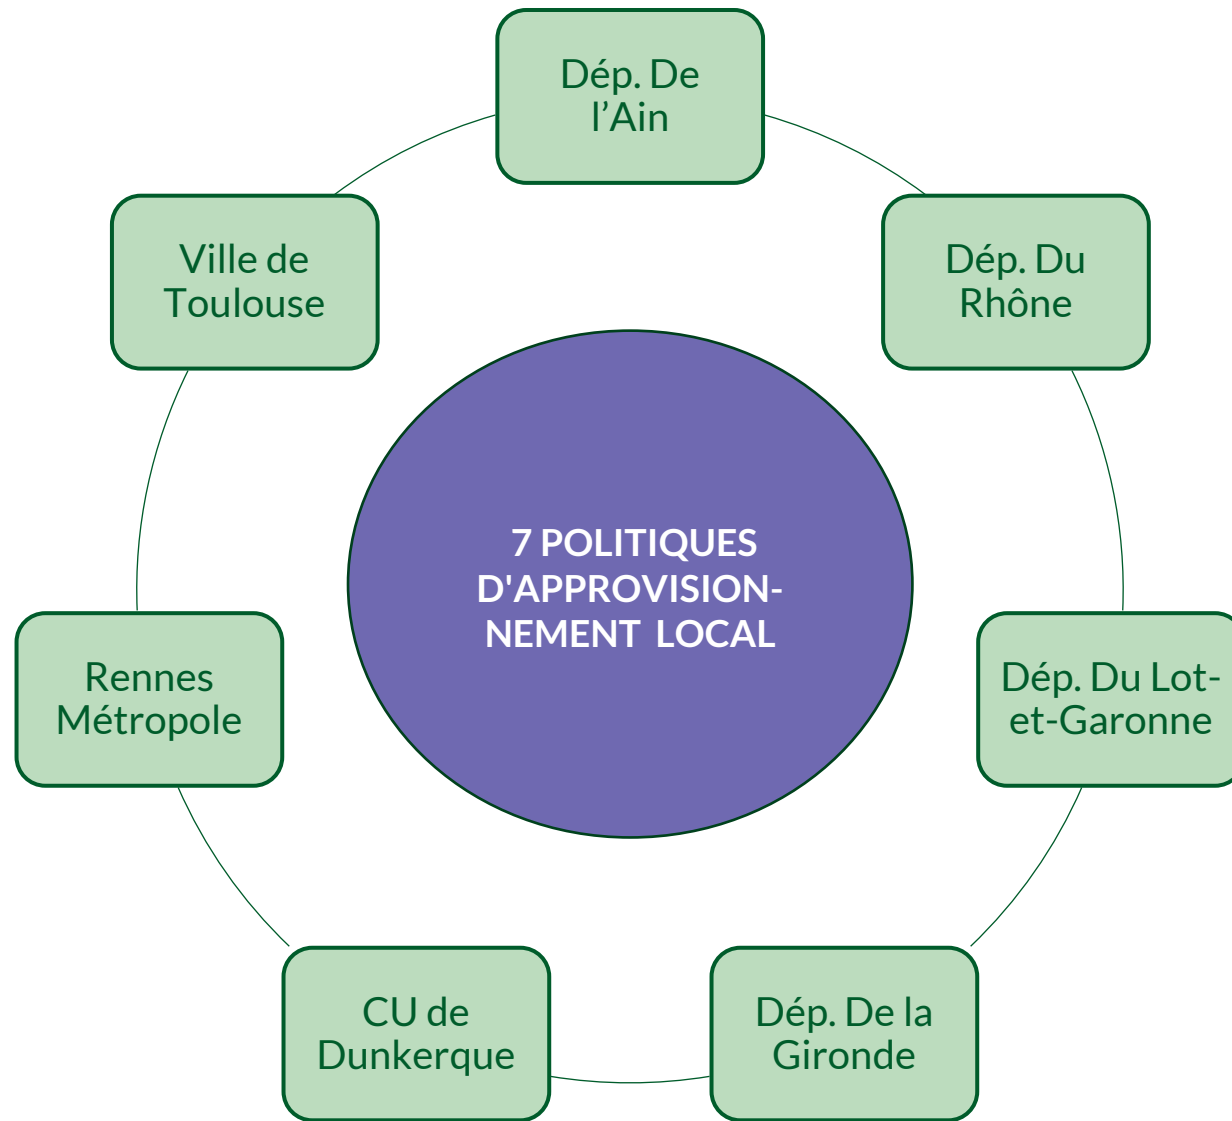 Dép. De
l’Ain
Ville de
Toulouse
Dép. Du
Rhône
7 POLITIQUES
D'APPROVISION-
NEMENT LOCAL
Rennes
Métropole
Dép. Du Lot-
et-Garonne
CU de
Dunkerque
Dép. De la
Gironde